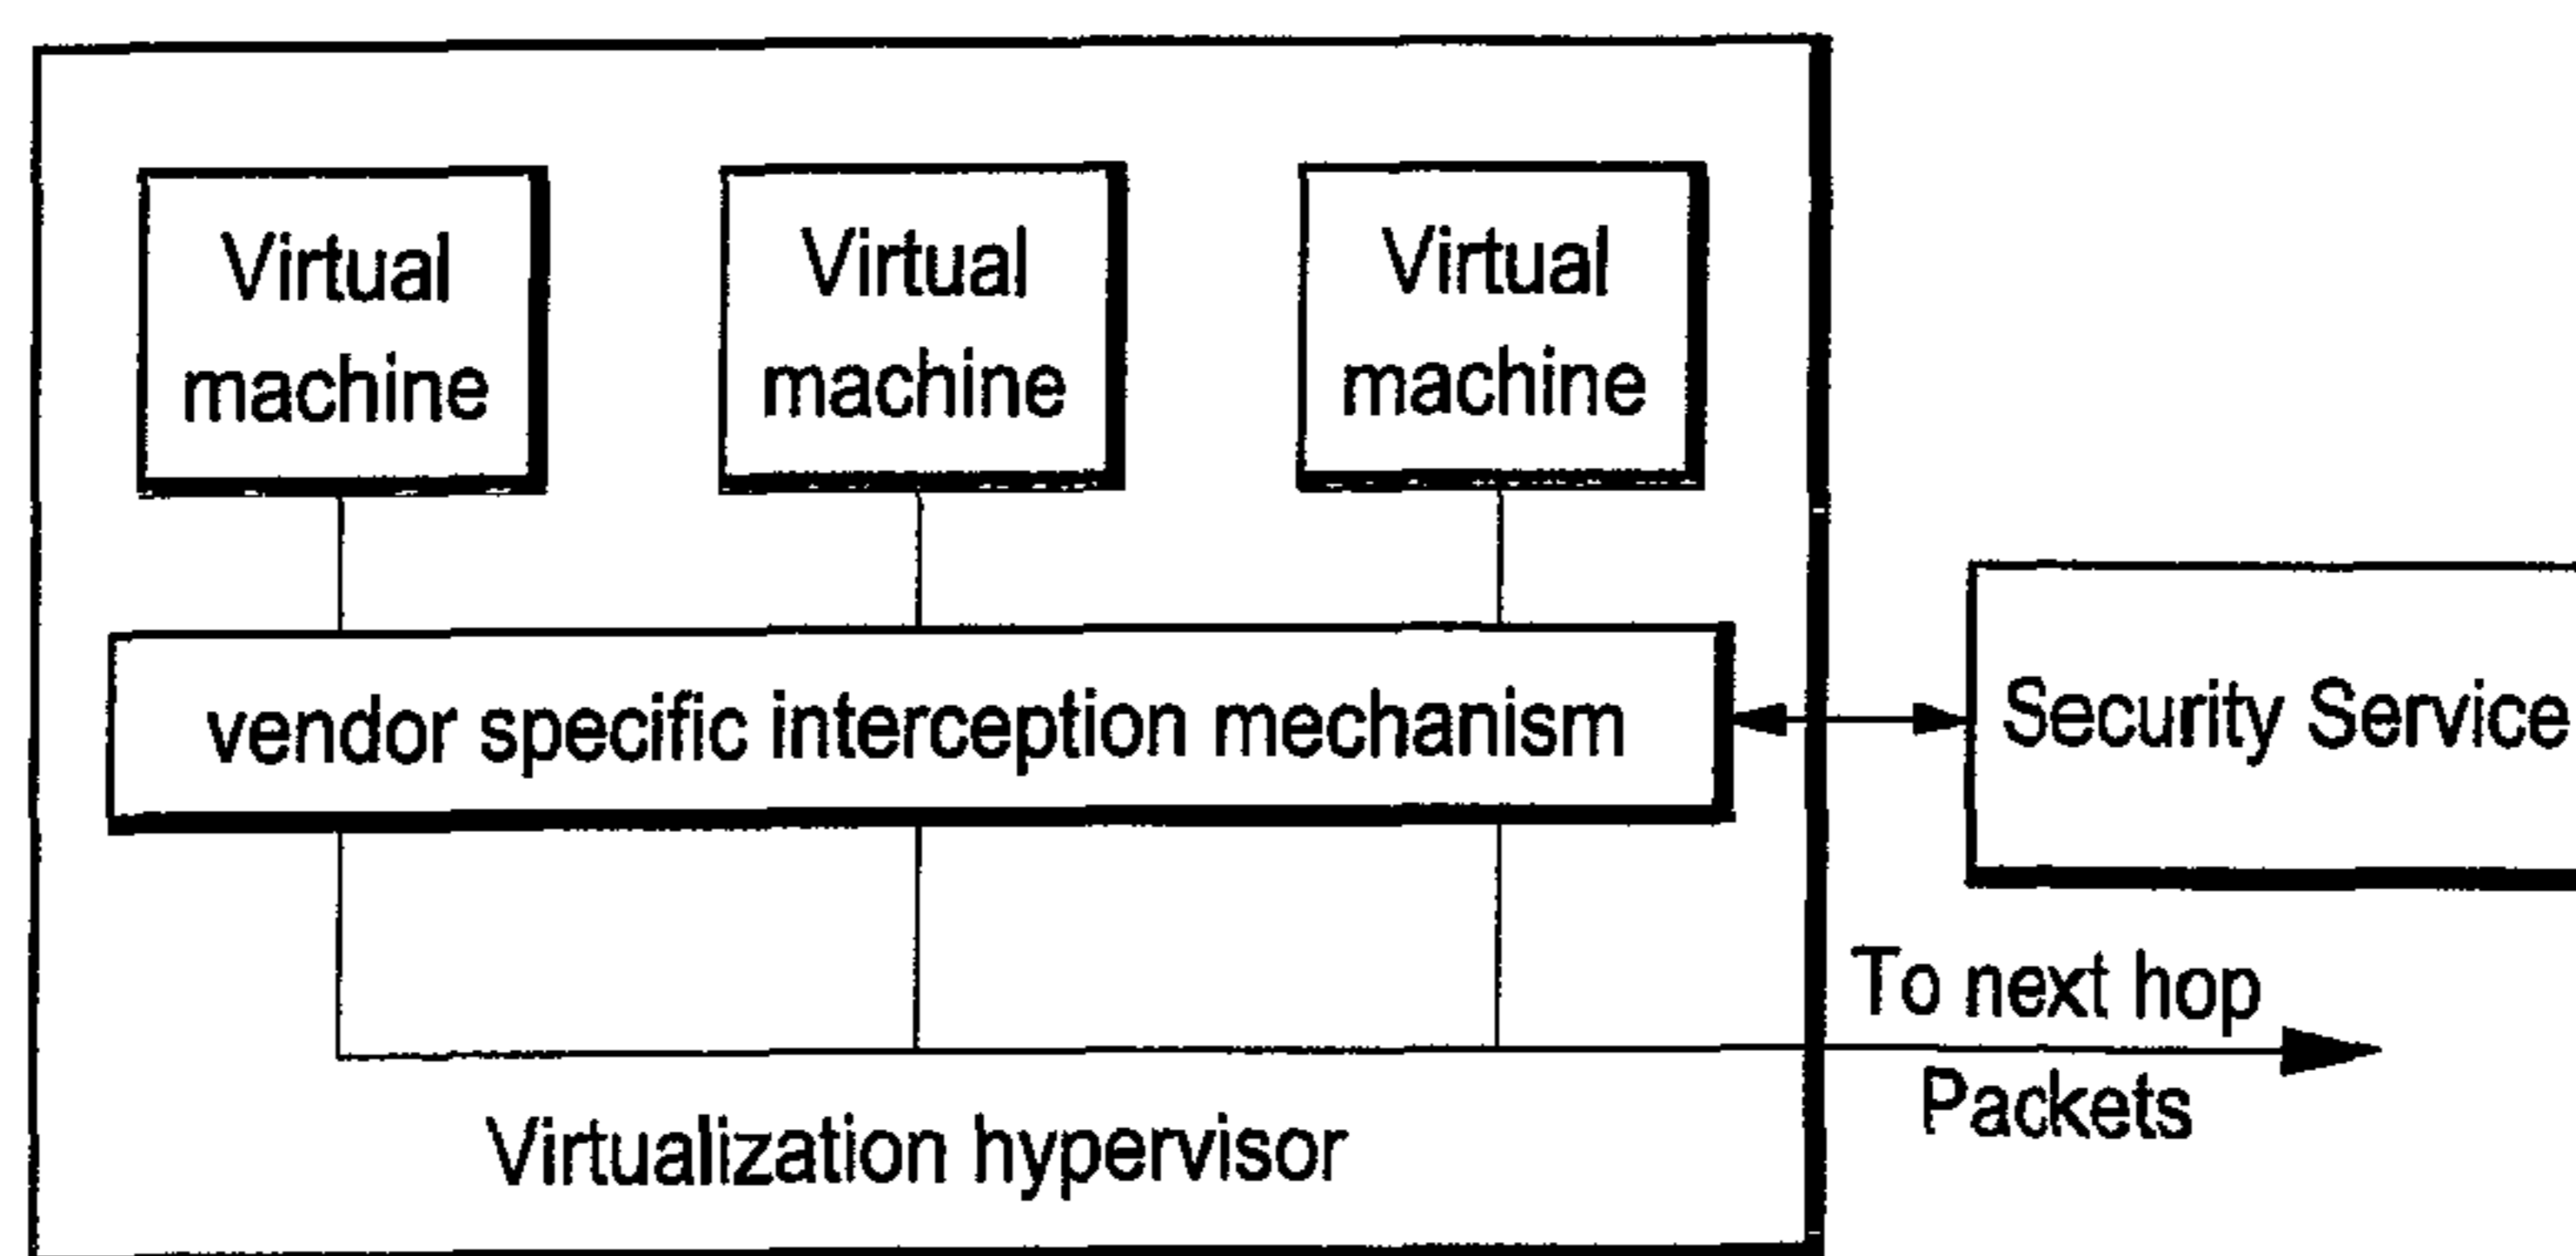 Virtual
machine
Virtual
machine
Virtual
machine
vendor specific interception mechanism
Security Service
To next hop
Packets
Virtualization hypervisor